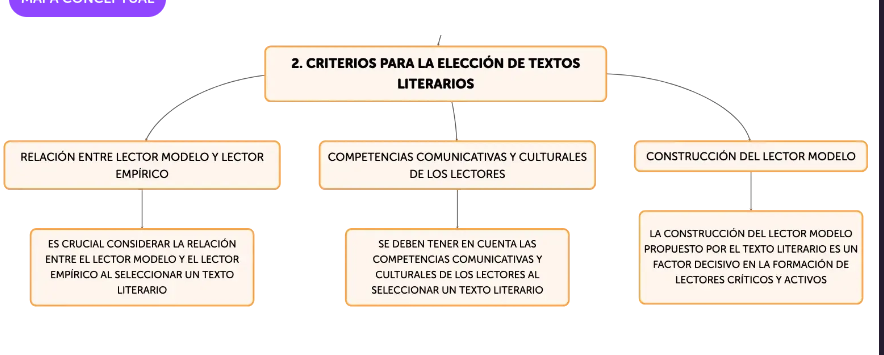 MAPA CONCEPTUAL
2. CRITERIOS PARA LA ELECCIÓN DE TEXTOS
LITERARIOS
RELACIÓN ENTRE LECTOR MODELO Y LECTOR
EMPÍRICO
COMPETENCIAS COMUNICATIVAS Y CULTURALES
DE LOS LECTORES
CONSTRUCCIÓN DEL LECTOR MODELO
ES CRUCIAL CONSIDERAR LA RELACIÓN
ENTRE EL LECTOR MODELO Y EL LECTOR
EMPÍRICO AL SELECCIONAR UN TEXTO
LITERARIO
SE DEBEN TENER EN CUENTA LAS
COMPETENCIAS COMUNICATIVAS Y
CULTURALES DE LOS LECTORES AL
SELECCIONAR UN TEXTO LITERARIO
LA CONSTRUCCIÓN DEL LECTOR MODELO
PROPUESTO POR EL TEXTO LITERARIO ES UN
FACTOR DECISIVO EN LA FORMACIÓN DE
LECTORES CRÍTICOS Y ACTIVOS